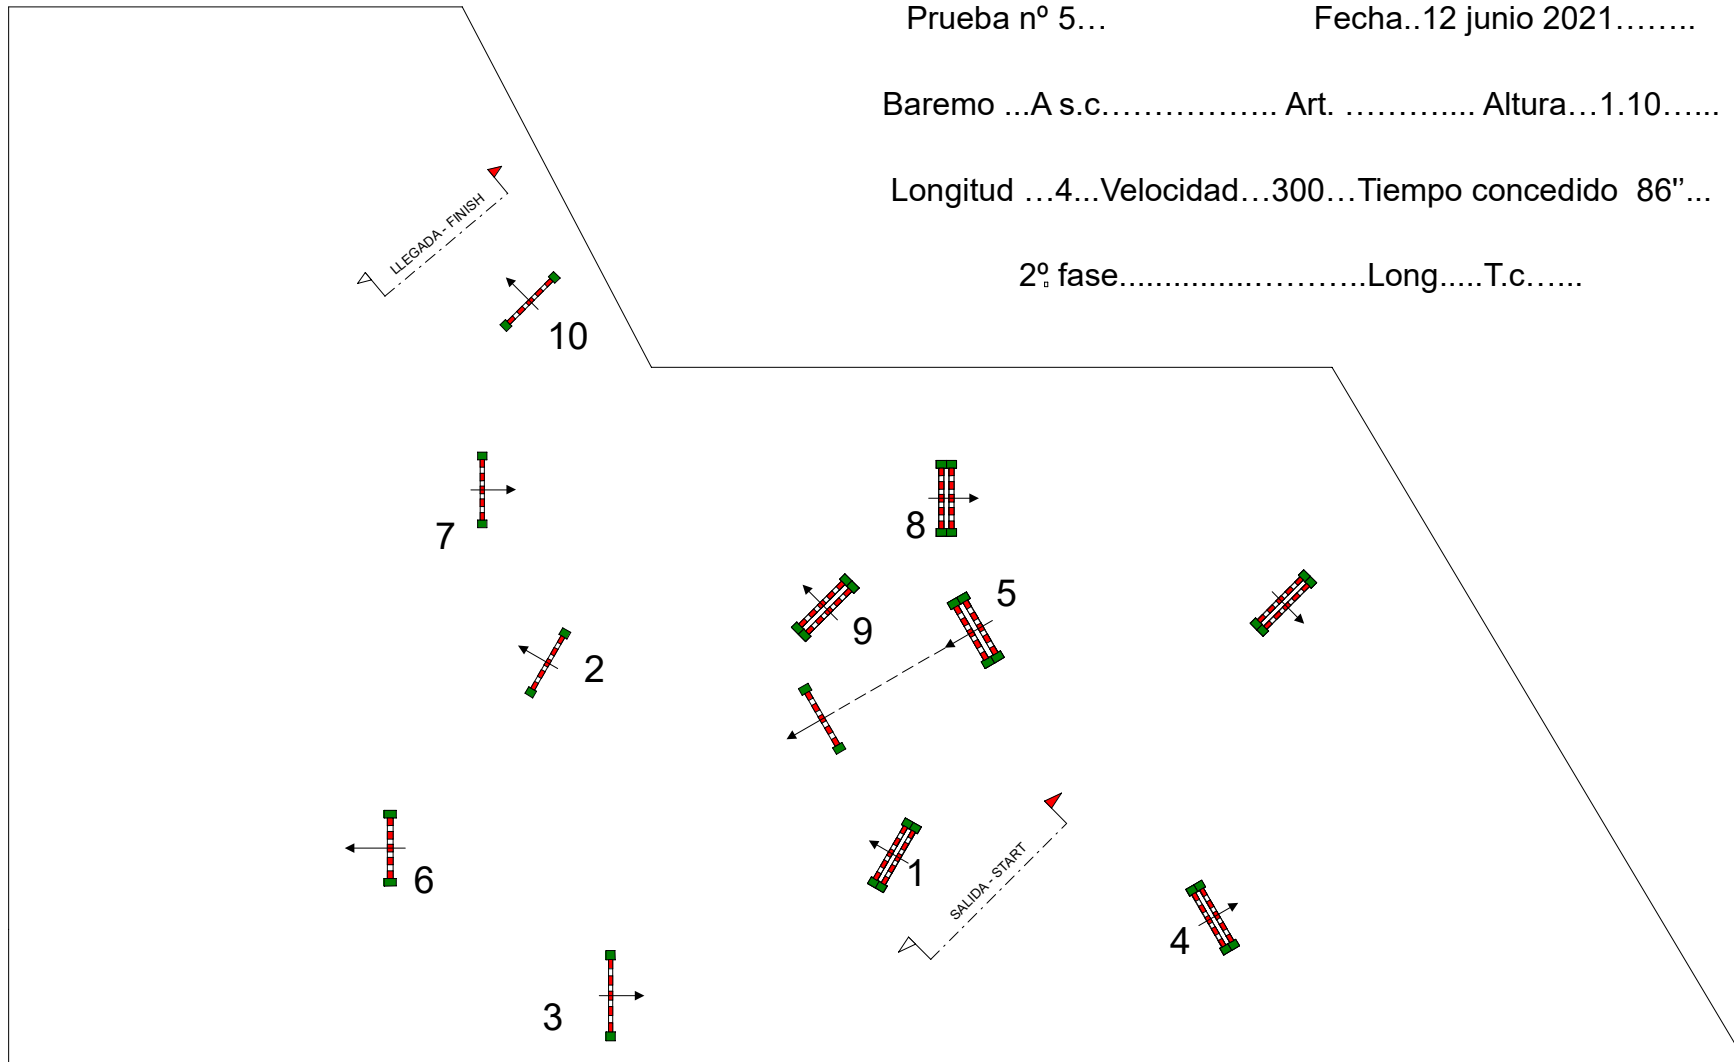 Prueba nº 5… Fecha..12 junio 2021……..
Baremo ...A s.c…………….. Art. ……….... Altura…1.10…...
Longitud …4...Velocidad…300…Tiempo concedido 86’’...
2º fase...............………..Long.....T.c…...
LLEGADA - FINISH
10
7
8
5
9
2
1
SALIDA - START
6
4
3